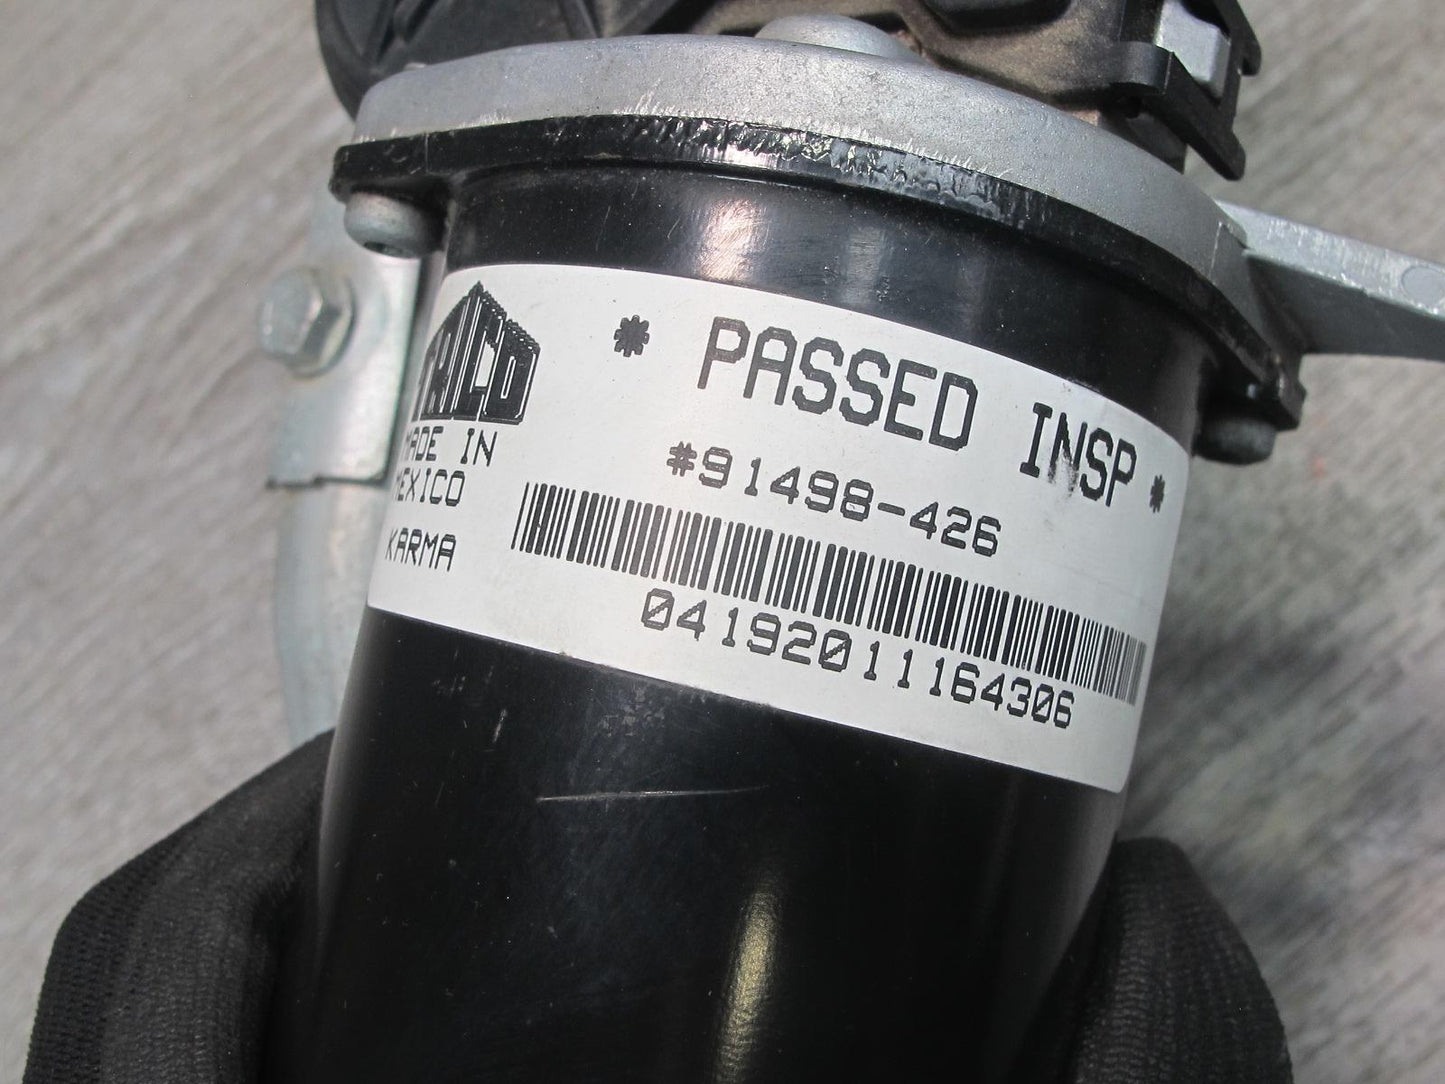 TRICO
MADE IN
MEXICO
KARMA
* PASSED INSP *
#91498-426
04192011164306